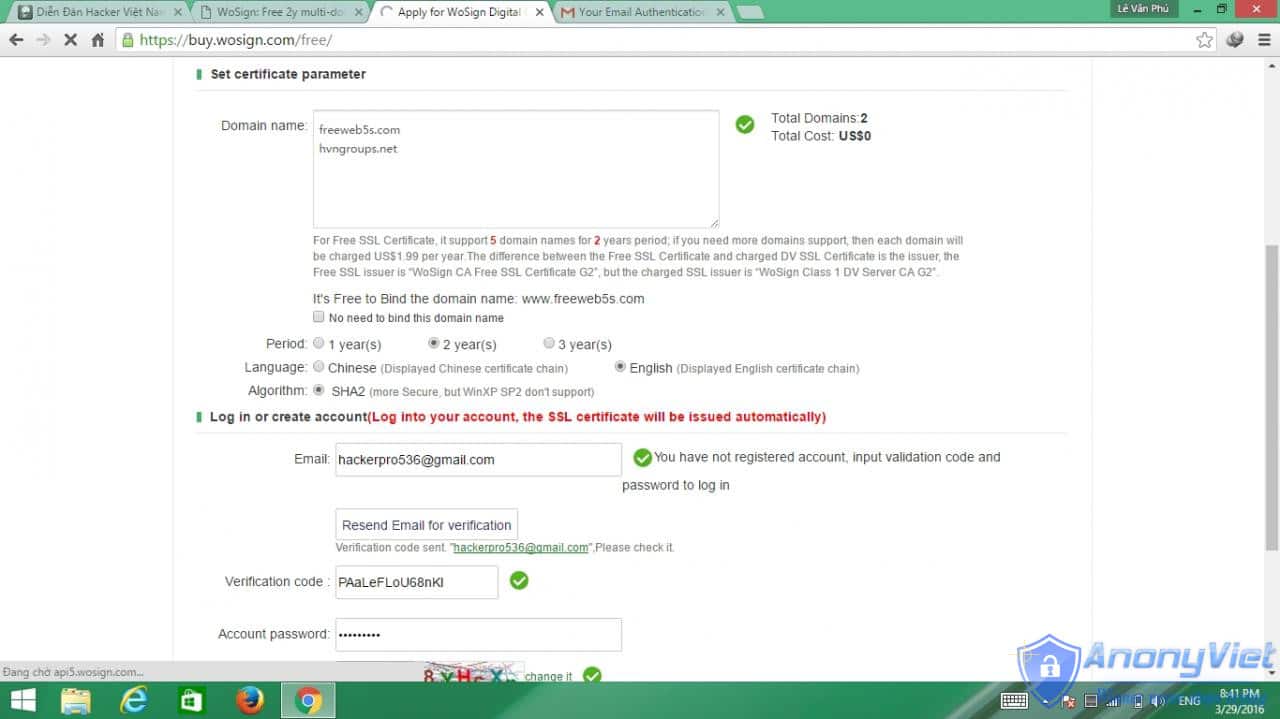 Diễn Đàn Hacker Việt Nam
WoSign: Free 2y multi-do
Apply for WoSign Digital
Your Email Authentication
Lê Văn Phú
https://buy.wosign.com/free/
Set certificate parameter
Domain name:
freeweb5s.com
hvngroups.net
Total Domains:2
Total Cost: US$0
For Free SSL Certificate, it support 5 domain names for 2 years period; if you need more domains support, then each domain will
be charged US$1.99 per year.The difference between the Free SSL Certificate and charged DV SSL Certificate is the issuer, the
Free SSL issuer is “WoSign CA Free SSL Certificate G2”, but the charged SSL issuer is “WoSign Class 1 DV Server CA G2”.
It's Free to Bind the domain name: www.freeweb5s.com
No need to bind this domain name
Period: 1 year(s) 2 year(s) 3 year(s)
Language: Chinese (Displayed Chinese certificate chain) English (Displayed English certificate chain)
Algorithm: SHA2 (more Secure, but WinXP SP2 don't support)
Log in or create account(Log into your account, the SSL certificate will be issued automatically)
Email: hackerpro536@gmail.com
You have not registered account, input validation code and
password to log in
Resend Email for verification
Verification code sent. "hackerpro536@gmail.com",Please check it.
Verification code : PAaLeFLoU68nKI
Account password: •••••••••
change it
Đang chờ api5.wosign.com...
AnonyViet
ENG
8:41 PM
3/29/2016